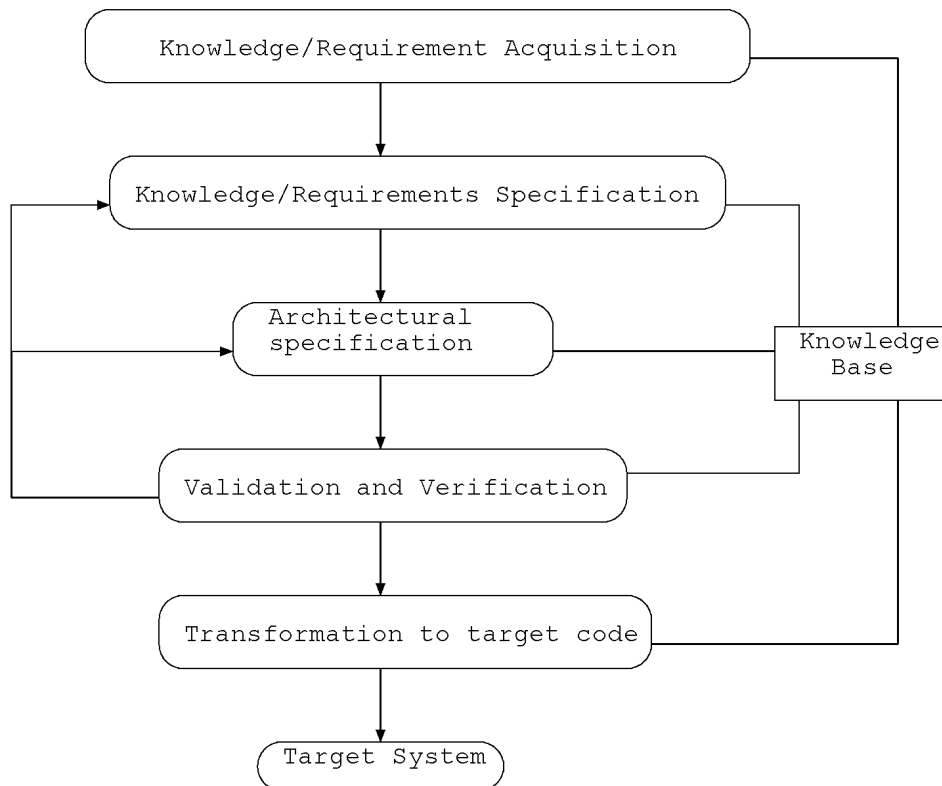 Knowledge/Requirement Acquisition
Knowledge/Requirements Specification
Architectural
specification
Knowledge
Base
Validation and Verification
Transformation to target code
Target System